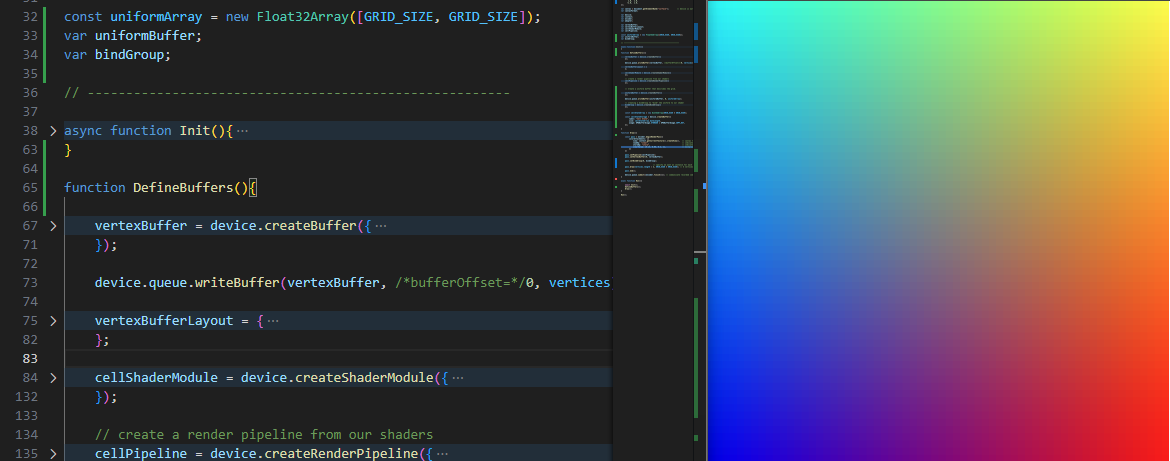 32 const uniformArray = new Float32Array([GRID_SIZE, GRID_SIZE]);
33 var uniformBuffer;
34 var bindGroup;
35
36 // -------------------------------------------------------
37
38 async function Init(){ ···
63 }
64
65 function DefineBuffers(){
66
67 vertexBuffer = device.createBuffer({ ···
71 });
72
73 device.queue.writeBuffer(vertexBuffer, /*bufferOffset=*/0, vertices
74
75 vertexBufferLayout = { ···
82 };
83
84 cellShaderModule = device.createShaderModule({ ···
132 });
133
134 // create a render pipeline from our shaders
135 cellPipeline = device.createRenderPipeline({ ···